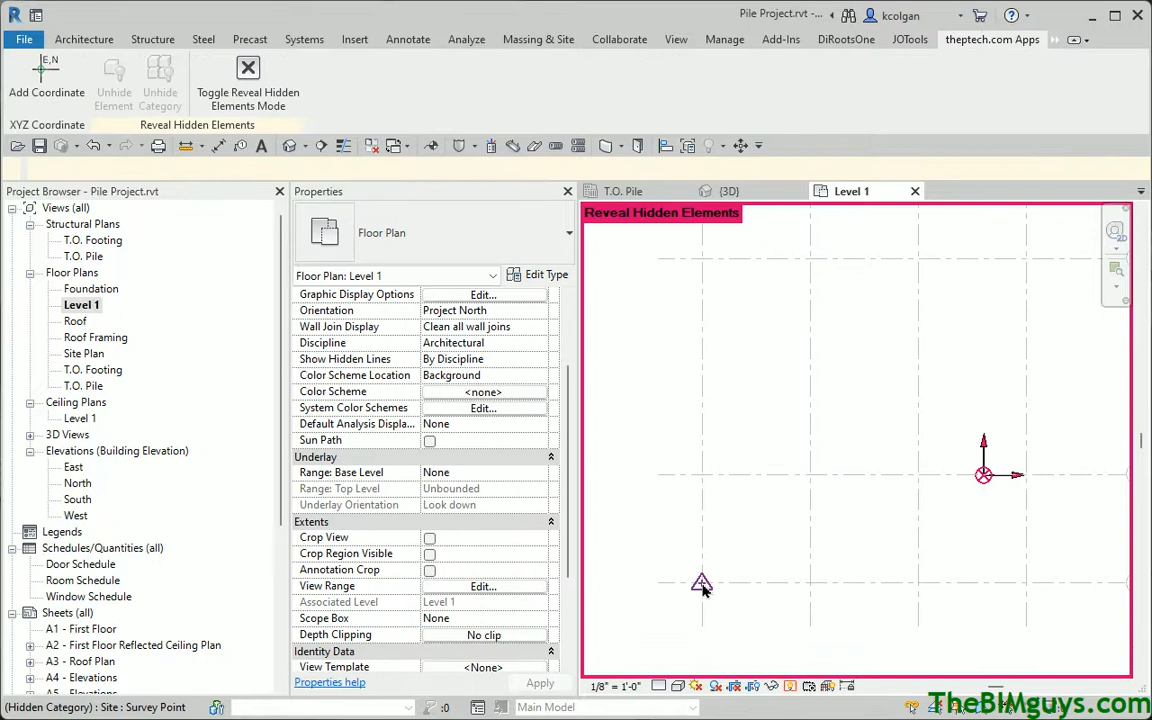 Pile Project.rvt -...
kcolgan
File Architecture Structure Steel Precast Systems Insert Annotate Analyze Massing & Site Collaborate View Manage Add-Ins DiRootsOne JOTools theptech.com Apps
E,N
Add Coordinate
Unhide Element
Unhide Category
Toggle Reveal Hidden Elements Mode
XYZ Coordinate
Reveal Hidden Elements
Project Browser - Pile Project.rvt
Views (all)
Structural Plans
T.O. Footing
T.O. Pile
Floor Plans
Foundation
Level 1
Roof
Roof Framing
Site Plan
T.O. Footing
T.O. Pile
Ceiling Plans
Level 1
3D Views
Elevations (Building Elevation)
East
North
South
West
Legends
Schedules/Quantities (all)
Door Schedule
Room Schedule
Window Schedule
Sheets (all)
A1 - First Floor
A2 - First Floor Reflected Ceiling Plan
A3 - Roof Plan
A4 - Elevations
Properties
Floor Plan
Floor Plan: Level 1 Edit Type
Graphic Display Options Edit...
Orientation Project North
Wall Join Display Clean all wall joins
Discipline Architectural
Show Hidden Lines By Discipline
Color Scheme Location Background
Color Scheme <none>
System Color Schemes Edit...
Default Analysis Displa... None
Sun Path
Underlay
Range: Base Level None
Range: Top Level Unbounded
Underlay Orientation Look down
Extents
Crop View
Crop Region Visible
Annotation Crop
View Range Edit...
Associated Level Level 1
Scope Box None
Depth Clipping No clip
Identity Data
View Template <None>
Properties help Apply
T.O. Pile {3D} Level 1
Reveal Hidden Elements
2D
1/8" = 1'-0"
(Hidden Category) : Site : Survey Point
:0
Main Model
TheBIMguys.com